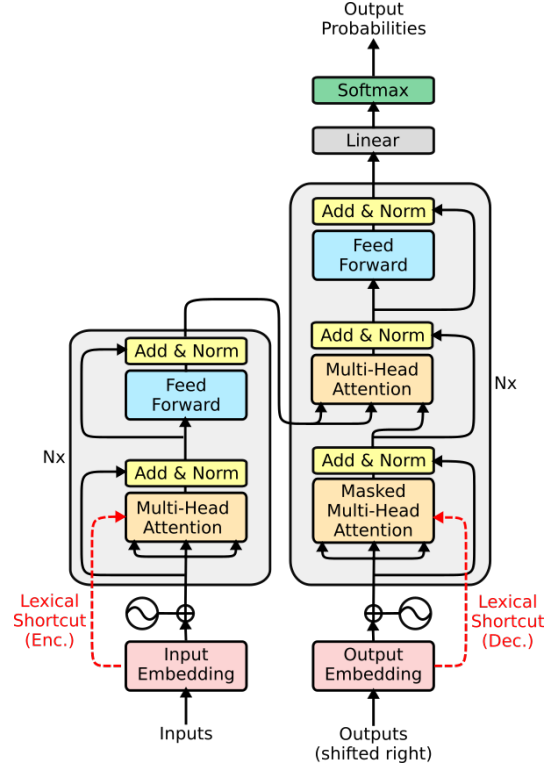 Output
Probabilities
Softmax
Linear
Add & Norm
Feed
Forward
Add & Norm
Multi-Head
Attention
Nx
Add & Norm
Masked
Multi-Head
Attention
Lexical
Shortcut
(Dec.)
Output
Embedding
Outputs
(shifted right)
Add & Norm
Feed
Forward
Nx
Add & Norm
Multi-Head
Attention
Lexical
Shortcut
(Enc.)
Input
Embedding
Inputs